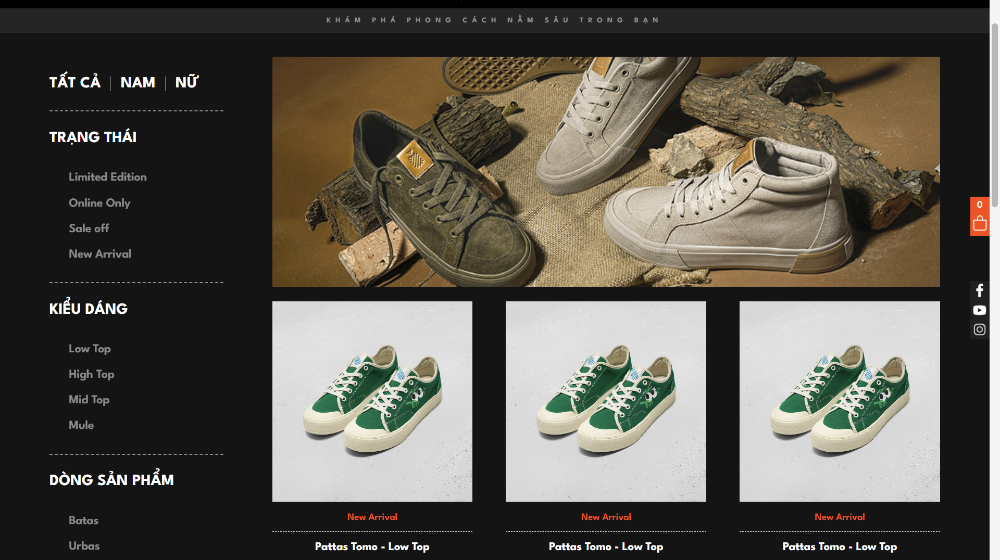 KHÁM PHÁ PHONG CÁCH NẰM SÂU TRONG BẠN
TẤT CẢ | NAM | NỮ
TRẠNG THÁI
Limited Edition
Online Only
Sale off
New Arrival
KIỂU DÁNG
Low Top
High Top
Mid Top
Mule
DÒNG SẢN PHẨM
Batas
Urbas
0
New Arrival
Pattas Tomo - Low Top
New Arrival
Pattas Tomo - Low Top
New Arrival
Pattas Tomo - Low Top